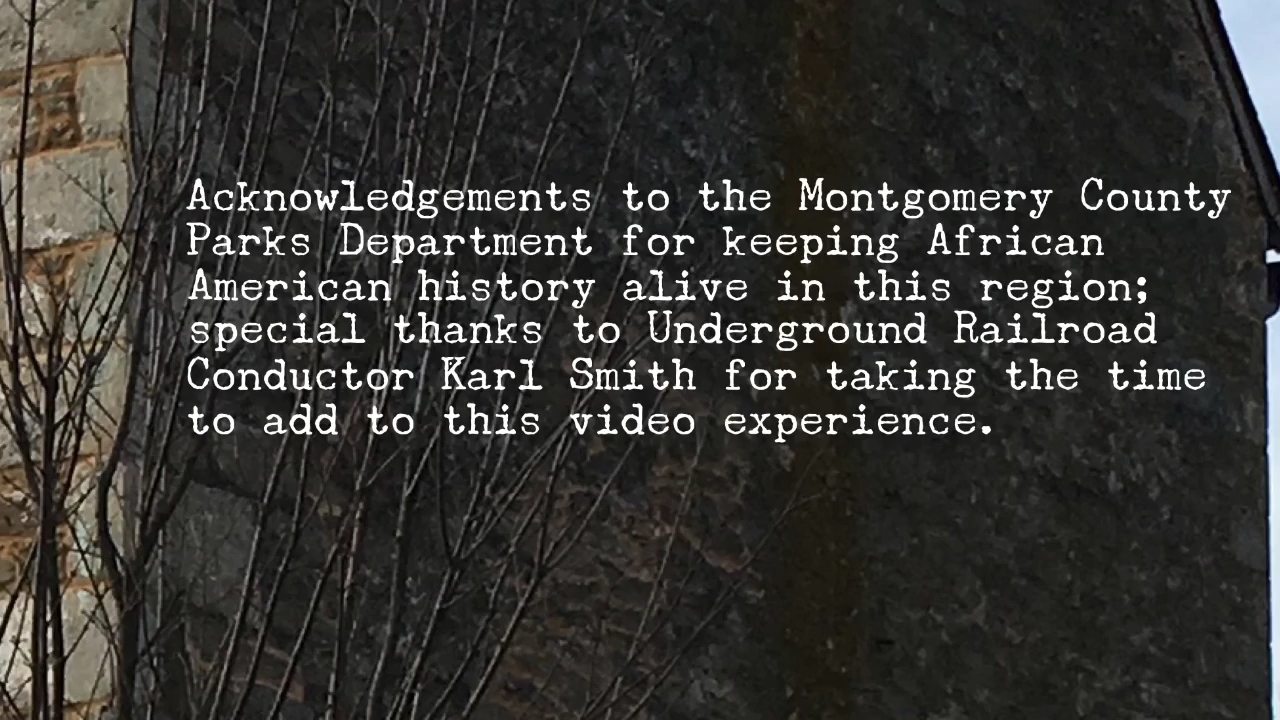 Acknowledgements to the Montgomery County
Parks Department for keeping African
American history alive in this region;
special thanks to Underground Railroad
Conductor Karl Smith for taking the time
to add to this video experience.